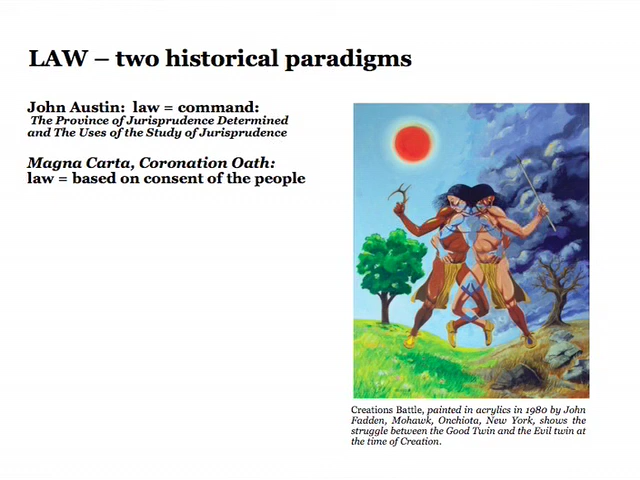 LAW – two historical paradigms
John Austin: law = command:
The Province of Jurisprudence Determined
and The Uses of the Study of Jurisprudence
Magna Carta, Coronation Oath:
law = based on consent of the people
Creations Battle, painted in acrylics in 1980 by John
Fadden, Mohawk, Onchiota, New York, shows the
struggle between the Good Twin and the Evil twin at
the time of Creation.